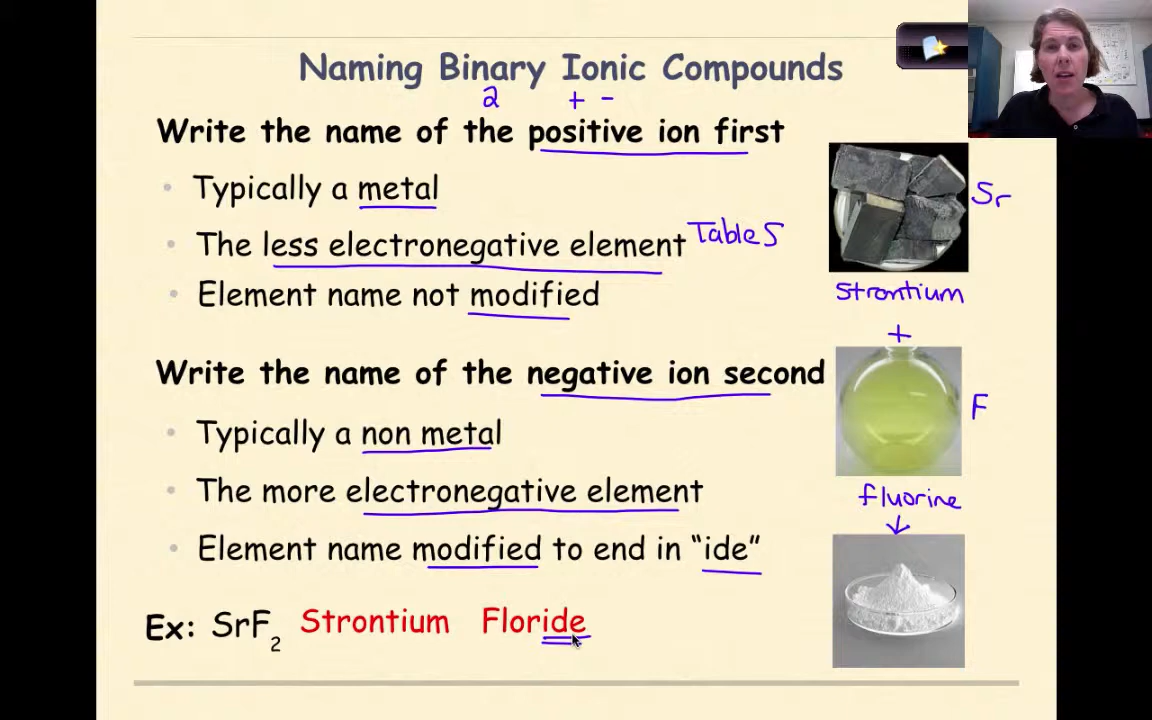 Naming Binary Ionic Compounds
2 + -
Write the name of the positive ion first
• Typically a metal
• The less electronegative element Table S
• Element name not modified
Sr
Strontium
+
Write the name of the negative ion second
• Typically a non metal
• The more electronegative element
• Element name modified to end in “ide”
F
fluorine
↓
Ex: SrF2 Strontium Floride